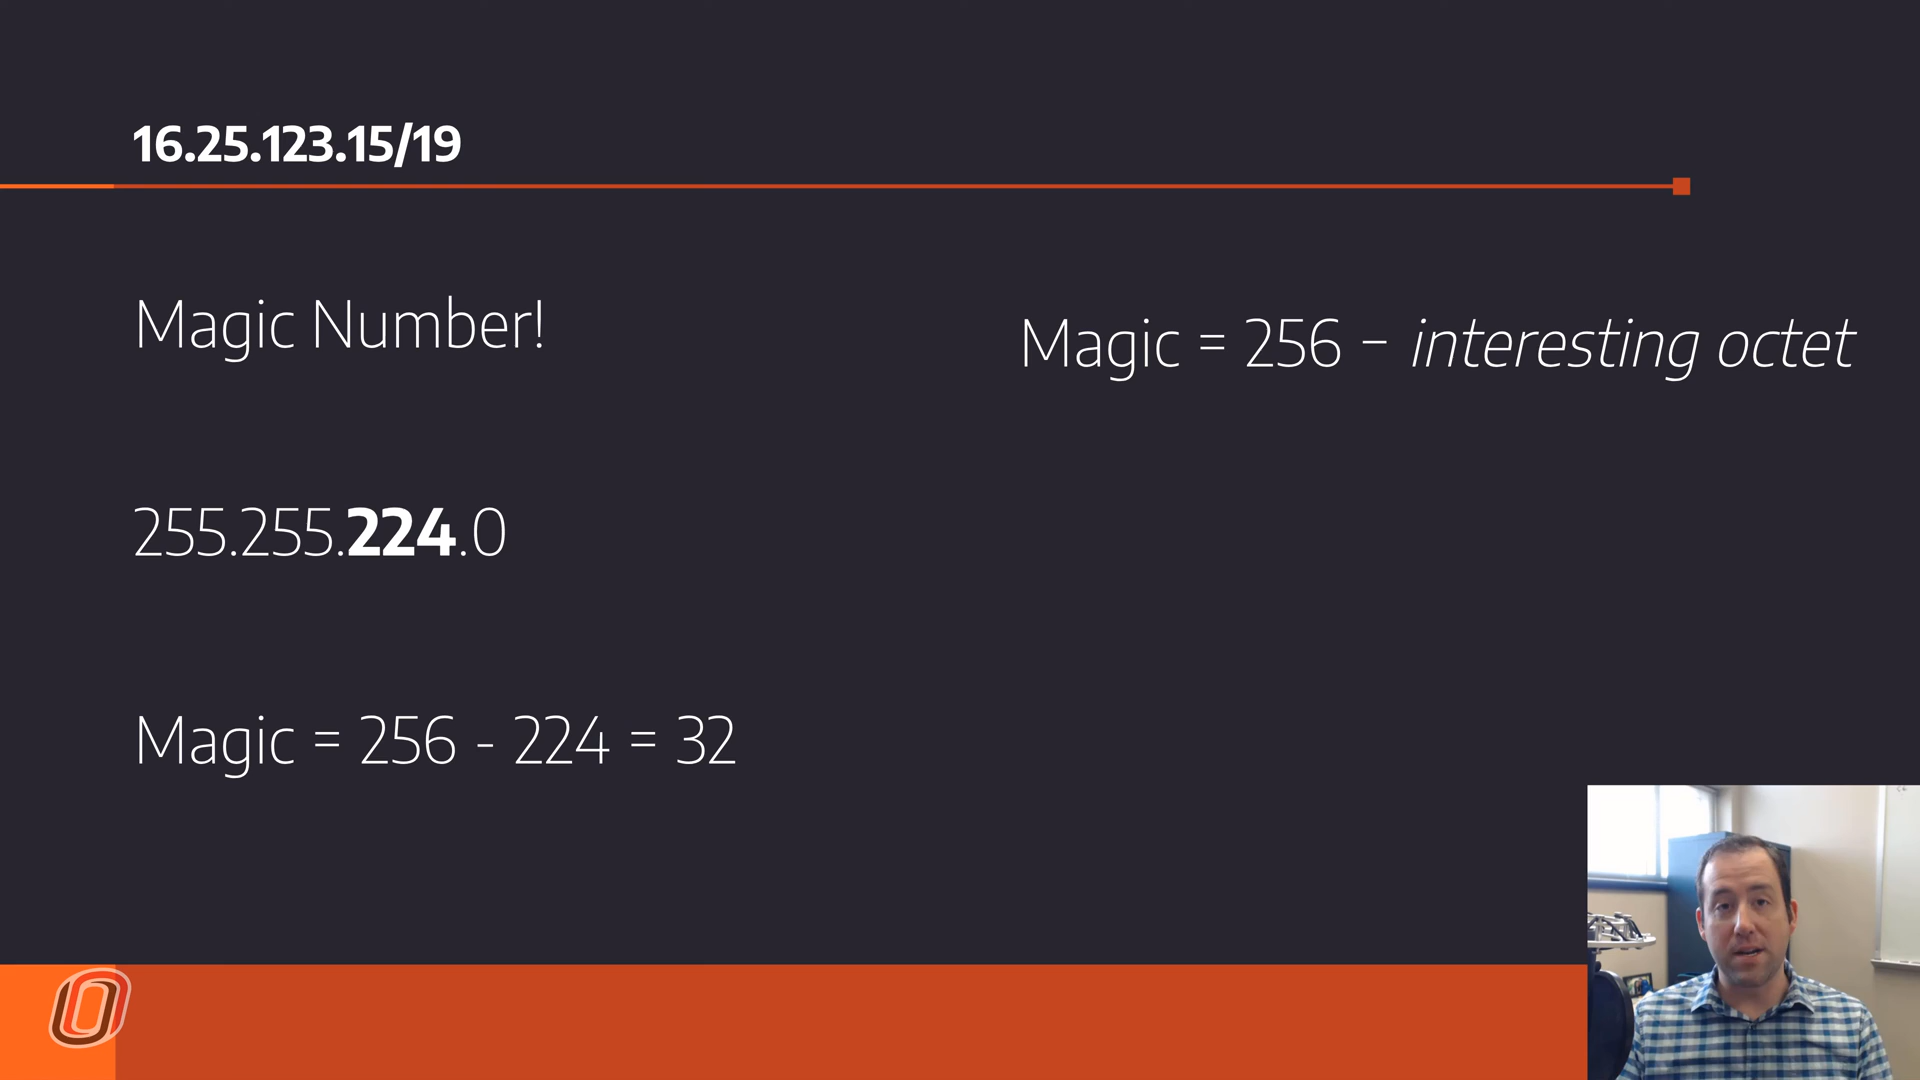 16.25.123.15/19
Magic Number!
Magic = 256 − interesting octet
255.255.224.0
Magic = 256 - 224 = 32